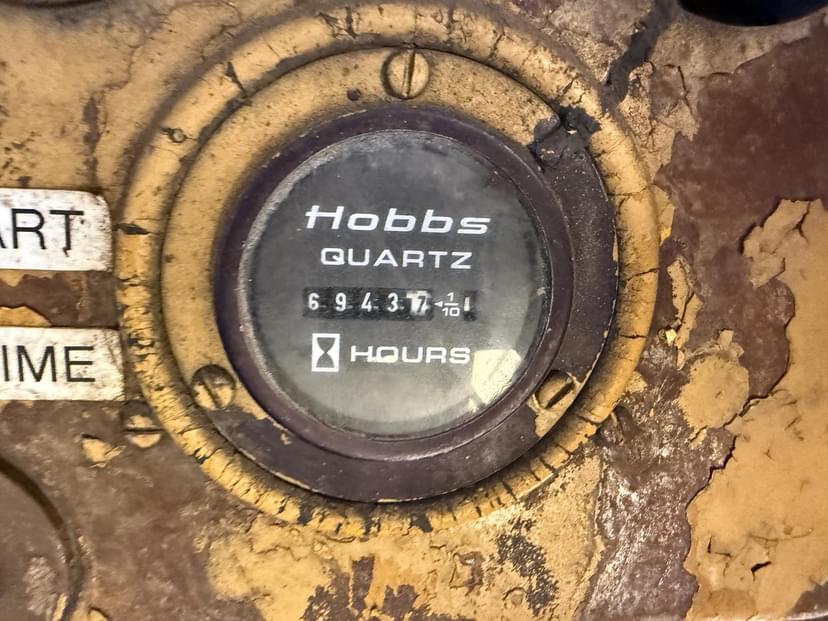 Hobbs
QUARTZ
6 9 4 3 7 1/10
HOURS
ART
IME